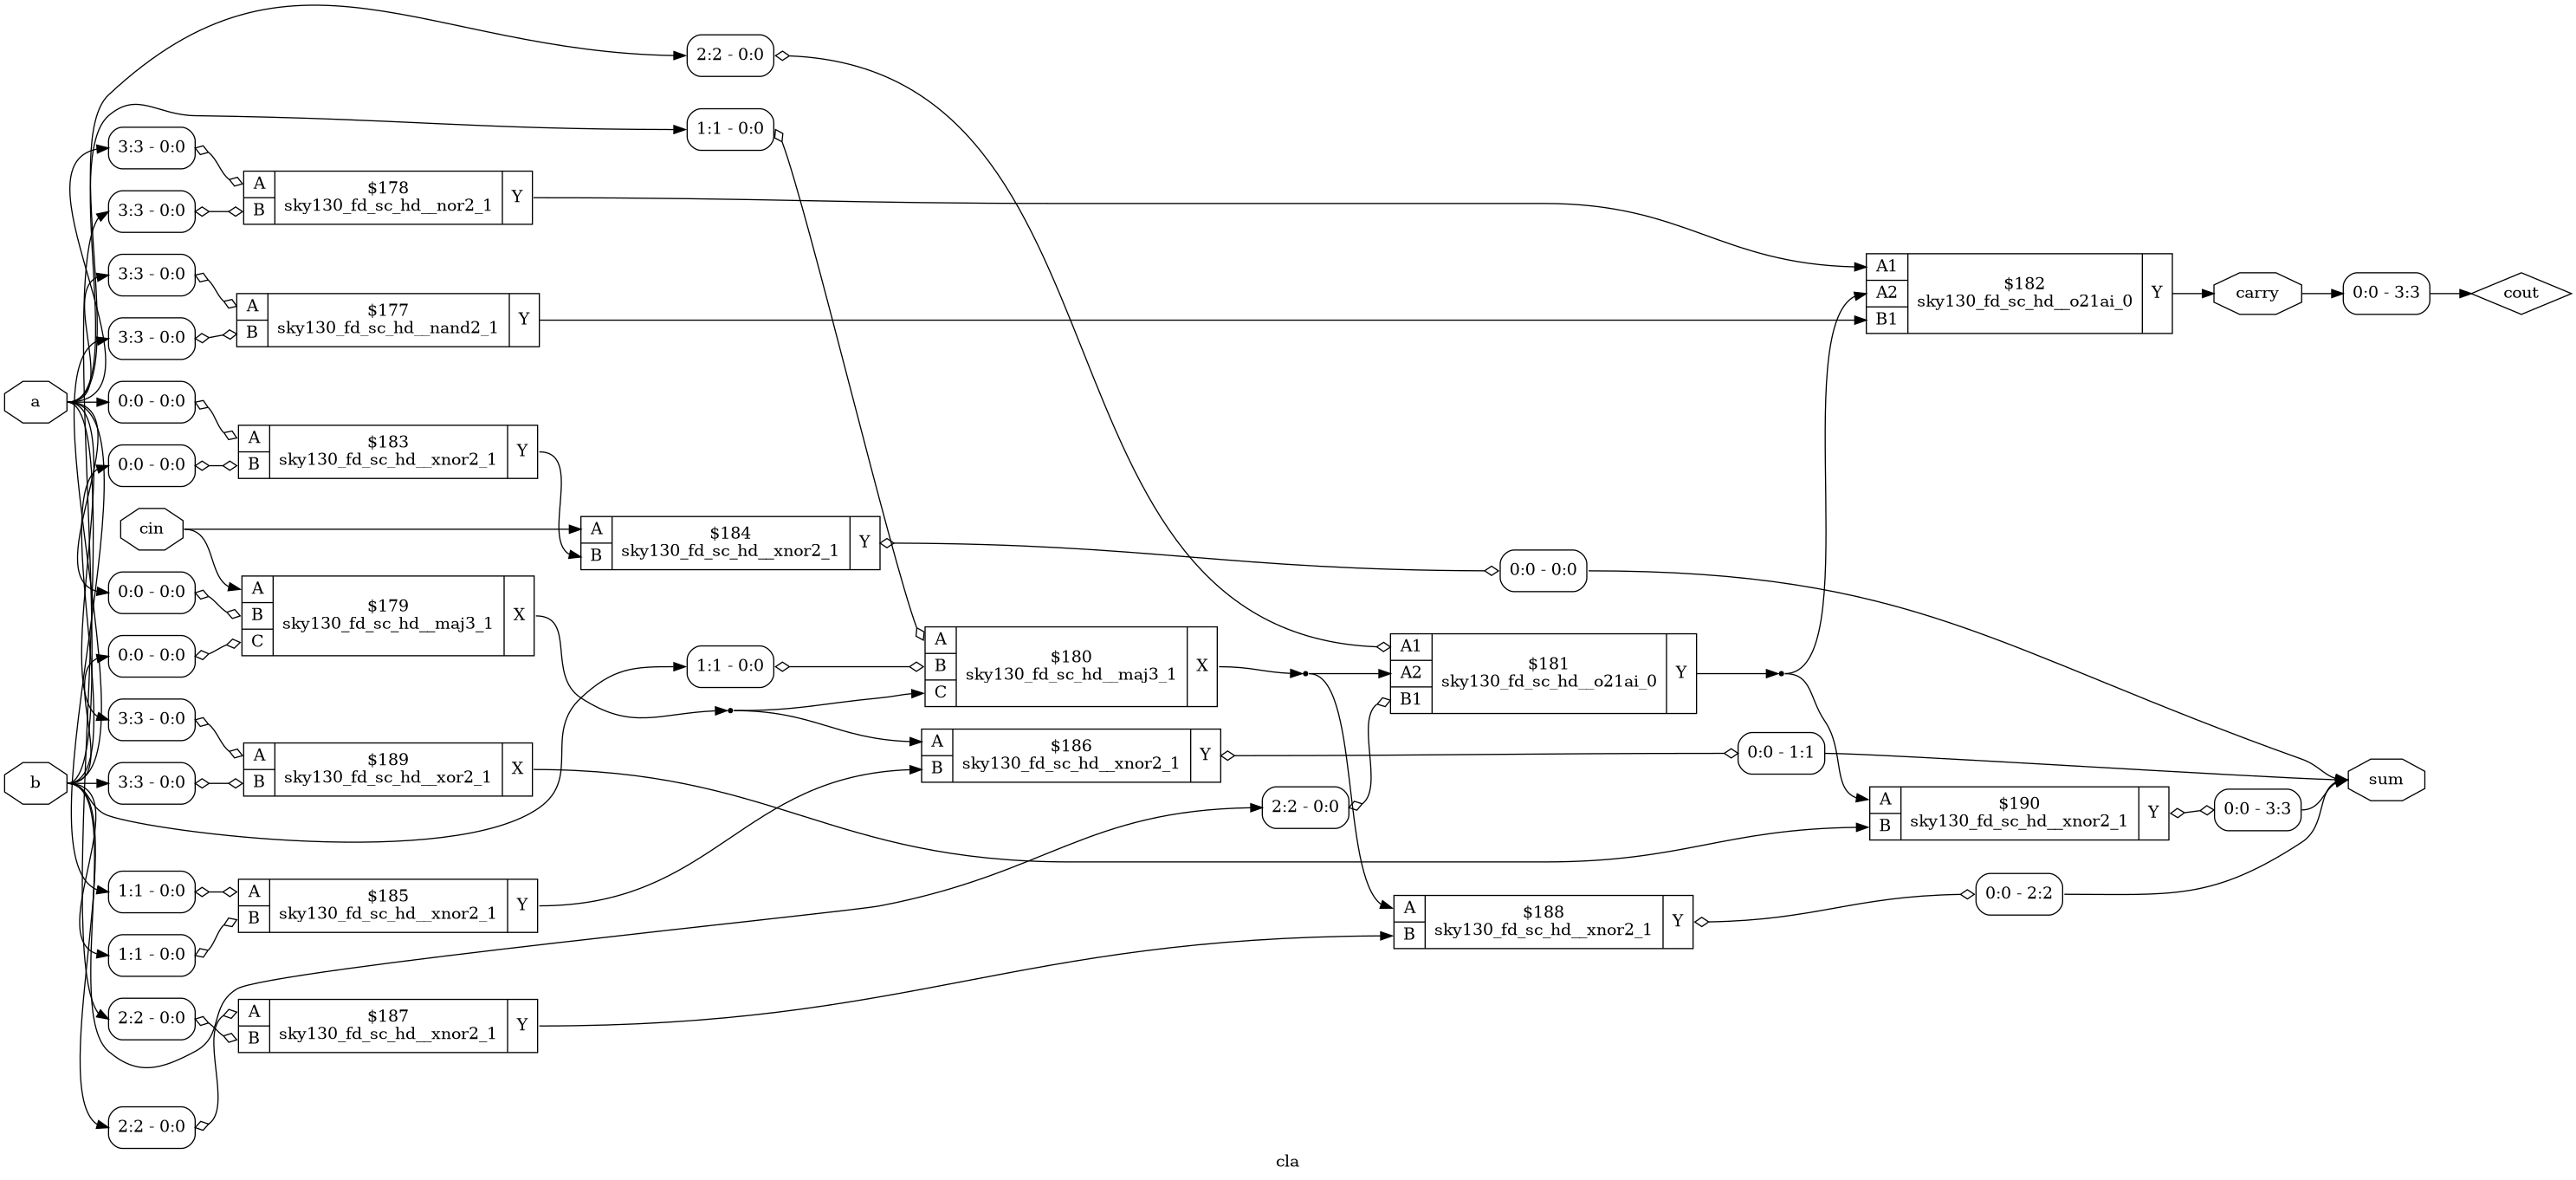 2:2 - 0:0
1:1 - 0:0
3:3 - 0:0
3:3 - 0:0
A
B
$178
sky130_fd_sc_hd__nor2_1
Y
3:3 - 0:0
3:3 - 0:0
A
B
$177
sky130_fd_sc_hd__nand2_1
Y
A1
A2
B1
$182
sky130_fd_sc_hd__o21ai_0
Y
carry
0:0 - 3:3
cout
a
0:0 - 0:0
0:0 - 0:0
A
B
$183
sky130_fd_sc_hd__xnor2_1
Y
cin
A
B
$184
sky130_fd_sc_hd__xnor2_1
Y
0:0 - 0:0
0:0 - 0:0
0:0 - 0:0
A
B
C
$179
sky130_fd_sc_hd__maj3_1
X
1:1 - 0:0
A
B
C
$180
sky130_fd_sc_hd__maj3_1
X
A1
A2
B1
$181
sky130_fd_sc_hd__o21ai_0
Y
3:3 - 0:0
3:3 - 0:0
A
B
$189
sky130_fd_sc_hd__xor2_1
X
A
B
$186
sky130_fd_sc_hd__xnor2_1
Y
0:0 - 1:1
sum
b
2:2 - 0:0
A
B
$190
sky130_fd_sc_hd__xnor2_1
Y
0:0 - 3:3
1:1 - 0:0
1:1 - 0:0
A
B
$185
sky130_fd_sc_hd__xnor2_1
Y
A
B
$188
sky130_fd_sc_hd__xnor2_1
Y
0:0 - 2:2
2:2 - 0:0
A
B
$187
sky130_fd_sc_hd__xnor2_1
Y
2:2 - 0:0
cla